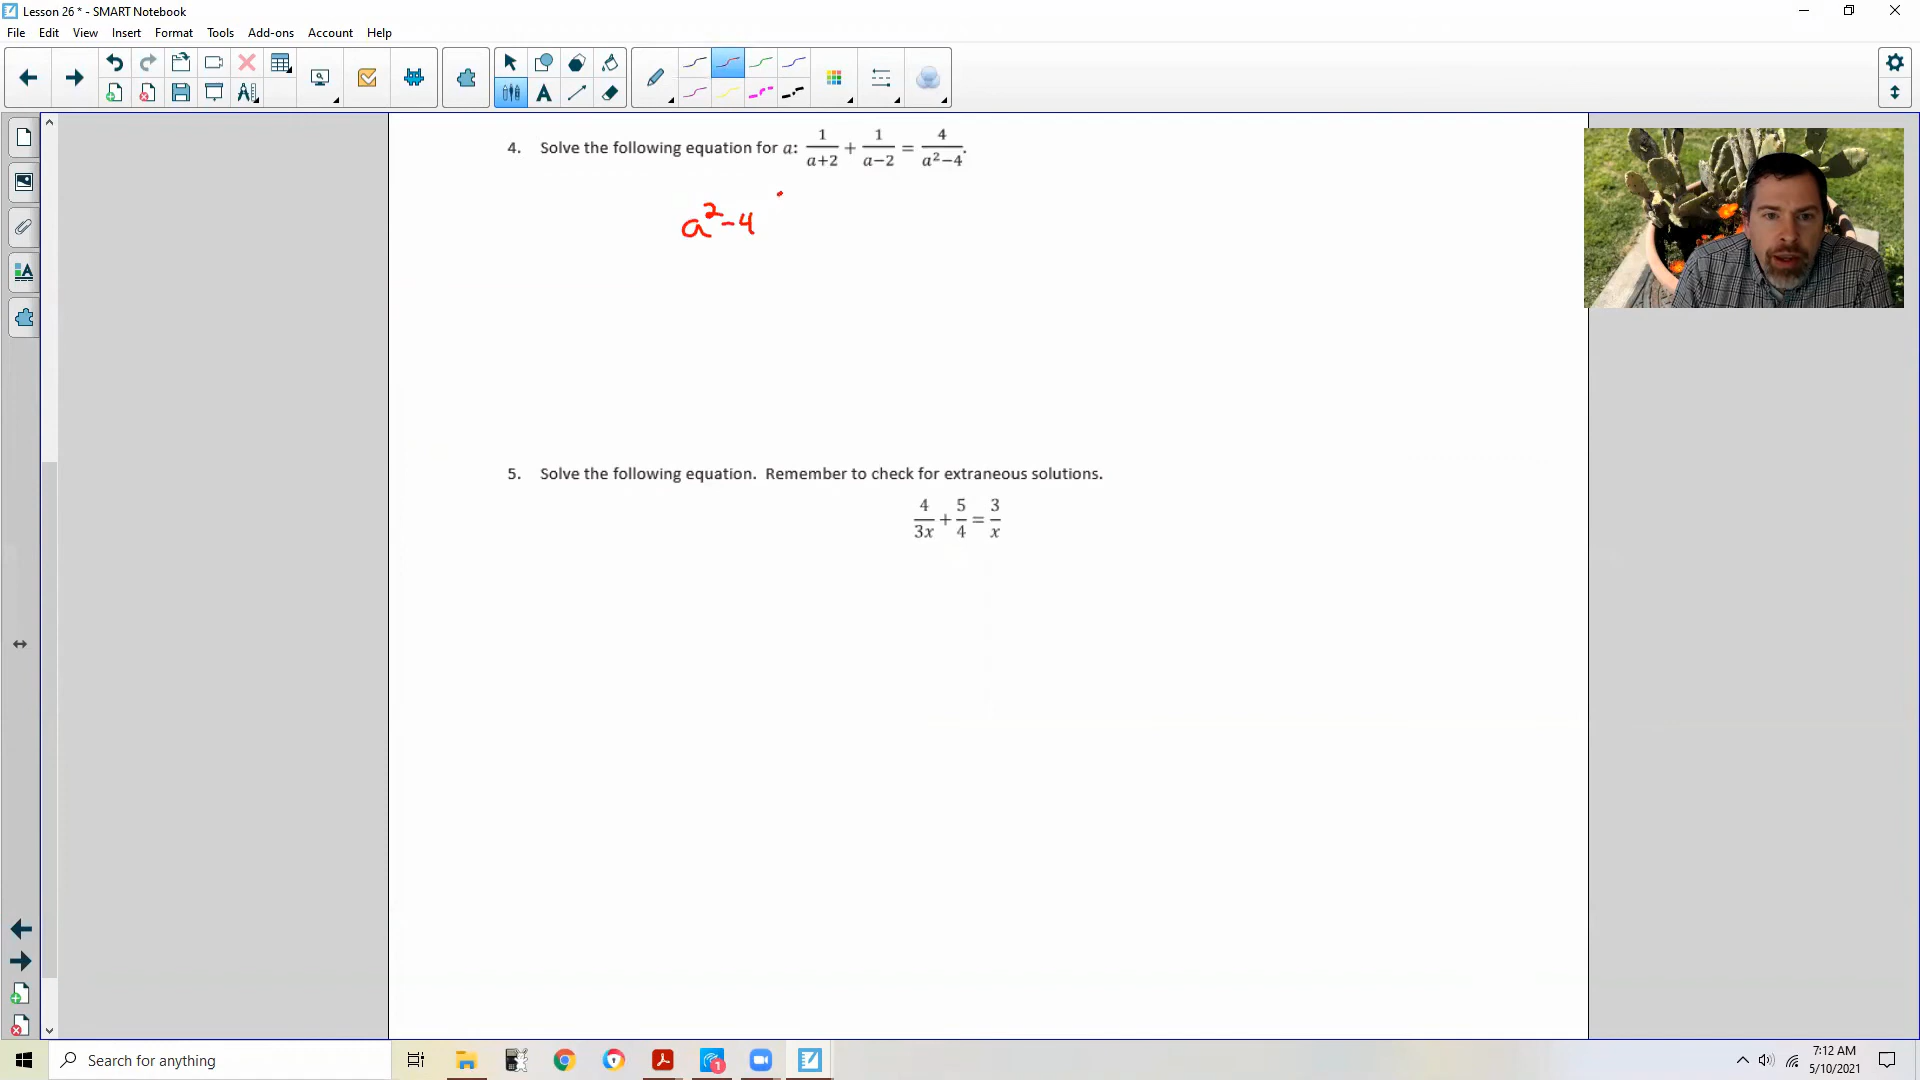 Lesson 26 * - SMART Notebook
File Edit View Insert Format Tools Add-ons Account Help
4. Solve the following equation for a: 1/(a+2) + 1/(a−2) = 4/(a²−4).
a²-4
5. Solve the following equation. Remember to check for extraneous solutions.
4/(3x) + 5/4 = 3/x
Search for anything
1
7:12 AM
5/10/2021